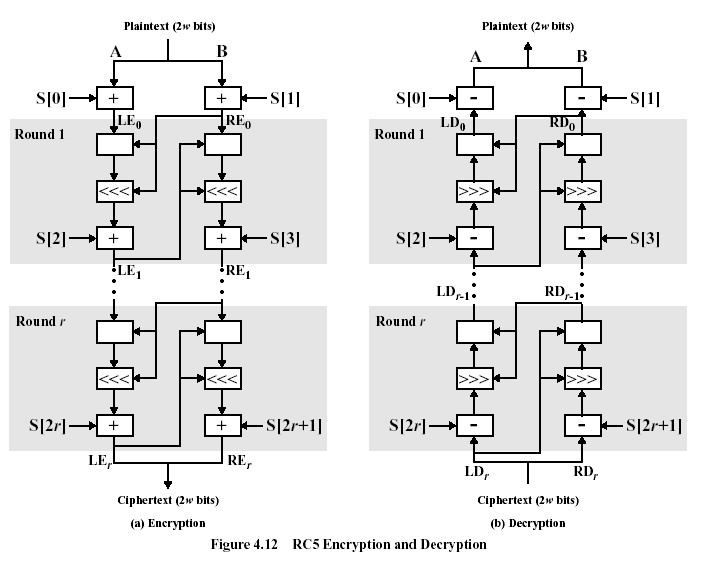 Plaintext (2w bits)
A B
S[0] + + S[1]
LE0 RE0
Round 1
<<< <<<
S[2] + + S[3]
LE1 RE1
Round r
<<< <<<
S[2r] + + S[2r+1]
LEr REr
Ciphertext (2w bits)
(a) Encryption
Plaintext (2w bits)
A B
S[0] - - S[1]
LD0 RD0
Round 1
>>> >>>
S[2] - - S[3]
LDr-1 RDr-1
Round r
>>> >>>
S[2r] - - S[2r+1]
LDr RDr
Ciphertext (2w bits)
(b) Decryption
Figure 4.12 RC5 Encryption and Decryption